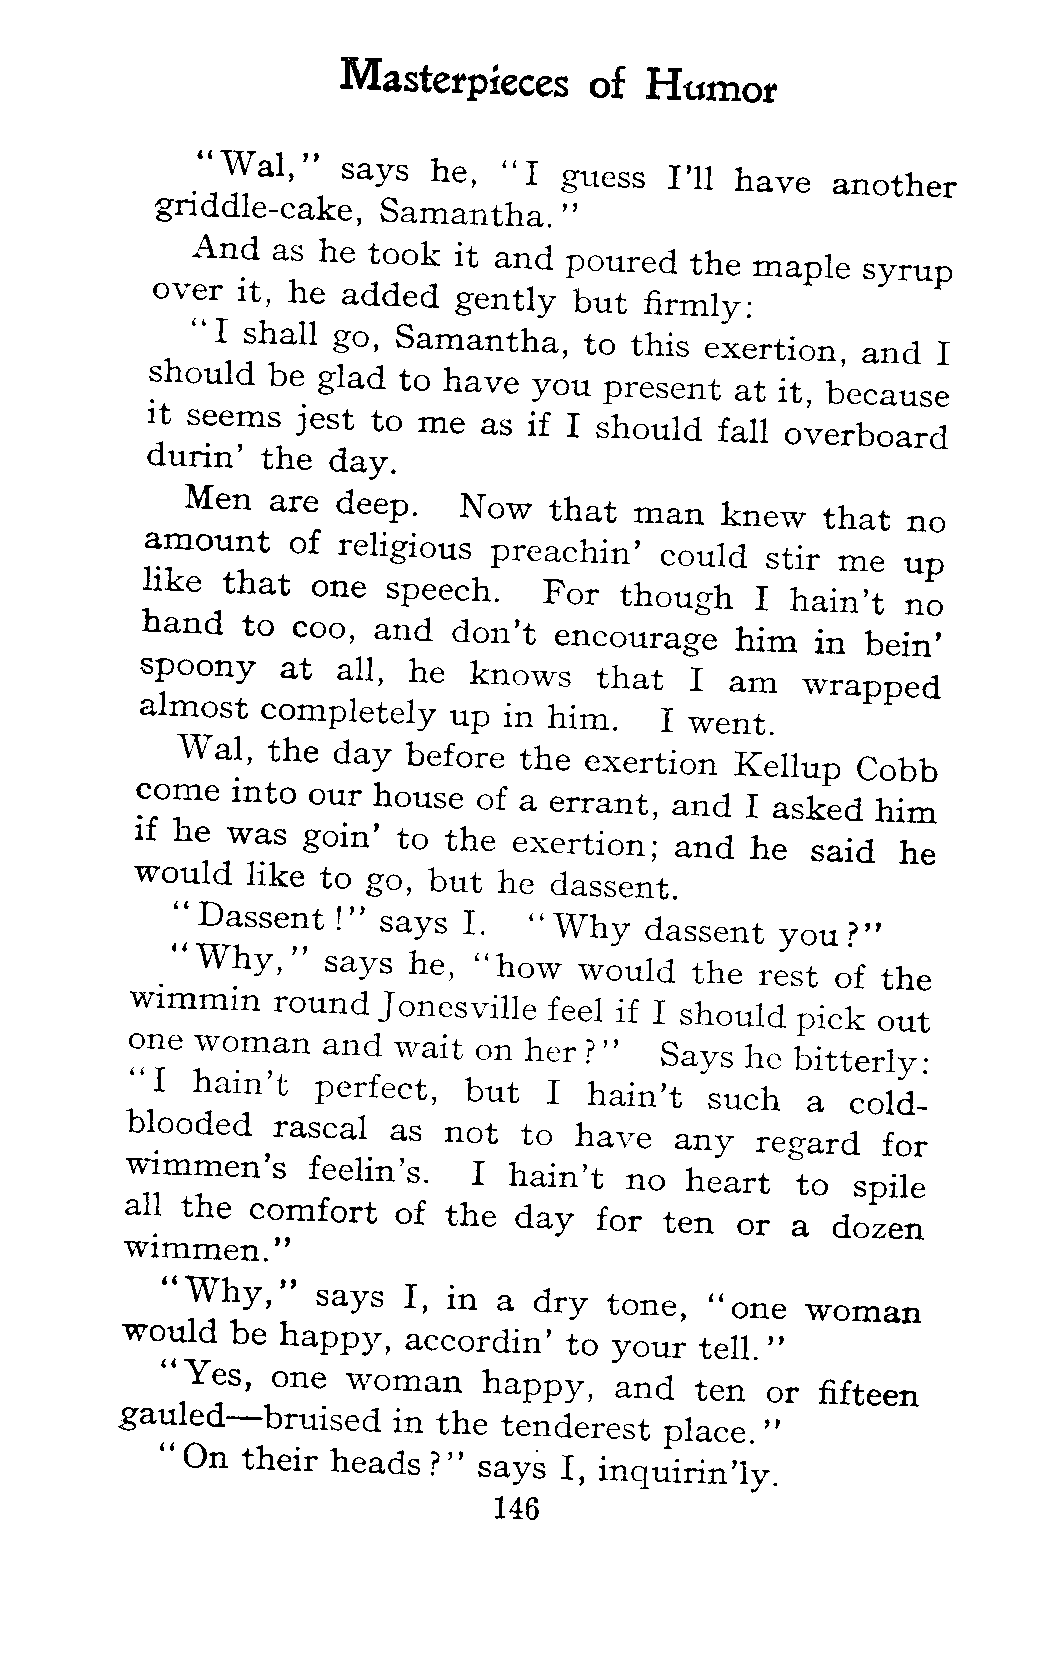 Masterpieces of Humor
"Wal," says he, "I guess I'll have another
griddle-cake, Samantha."
And as he took it and poured the maple syrup
over it, he added gently but firmly:
"I shall go, Samantha, to this exertion, and I
should be glad to have you present at it, because
it seems jest to me as if I should fall overboard
durin' the day.
Men are deep. Now that man knew that no
amount of religious preachin' could stir me up
like that one speech. For though I hain't no
hand to coo, and don't encourage him in bein'
spoony at all, he knows that I am wrapped
almost completely up in him. I went.
Wal, the day before the exertion Kellup Cobb
come into our house of a errant, and I asked him
if he was goin' to the exertion; and he said he
would like to go, but he dassent.
"Dassent!" says I. "Why dassent you?"
"Why," says he, "how would the rest of the
wimmin round Jonesville feel if I should pick out
one woman and wait on her?" Says he bitterly:
"I hain't perfect, but I hain't such a cold-
blooded rascal as not to have any regard for
wimmen's feelin's. I hain't no heart to spile
all the comfort of the day for ten or a dozen
wimmen."
"Why," says I, in a dry tone, "one woman
would be happy, accordin' to your tell."
"Yes, one woman happy, and ten or fifteen
gauled—bruised in the tenderest place."
"On their heads?" says I, inquirin'ly.
146